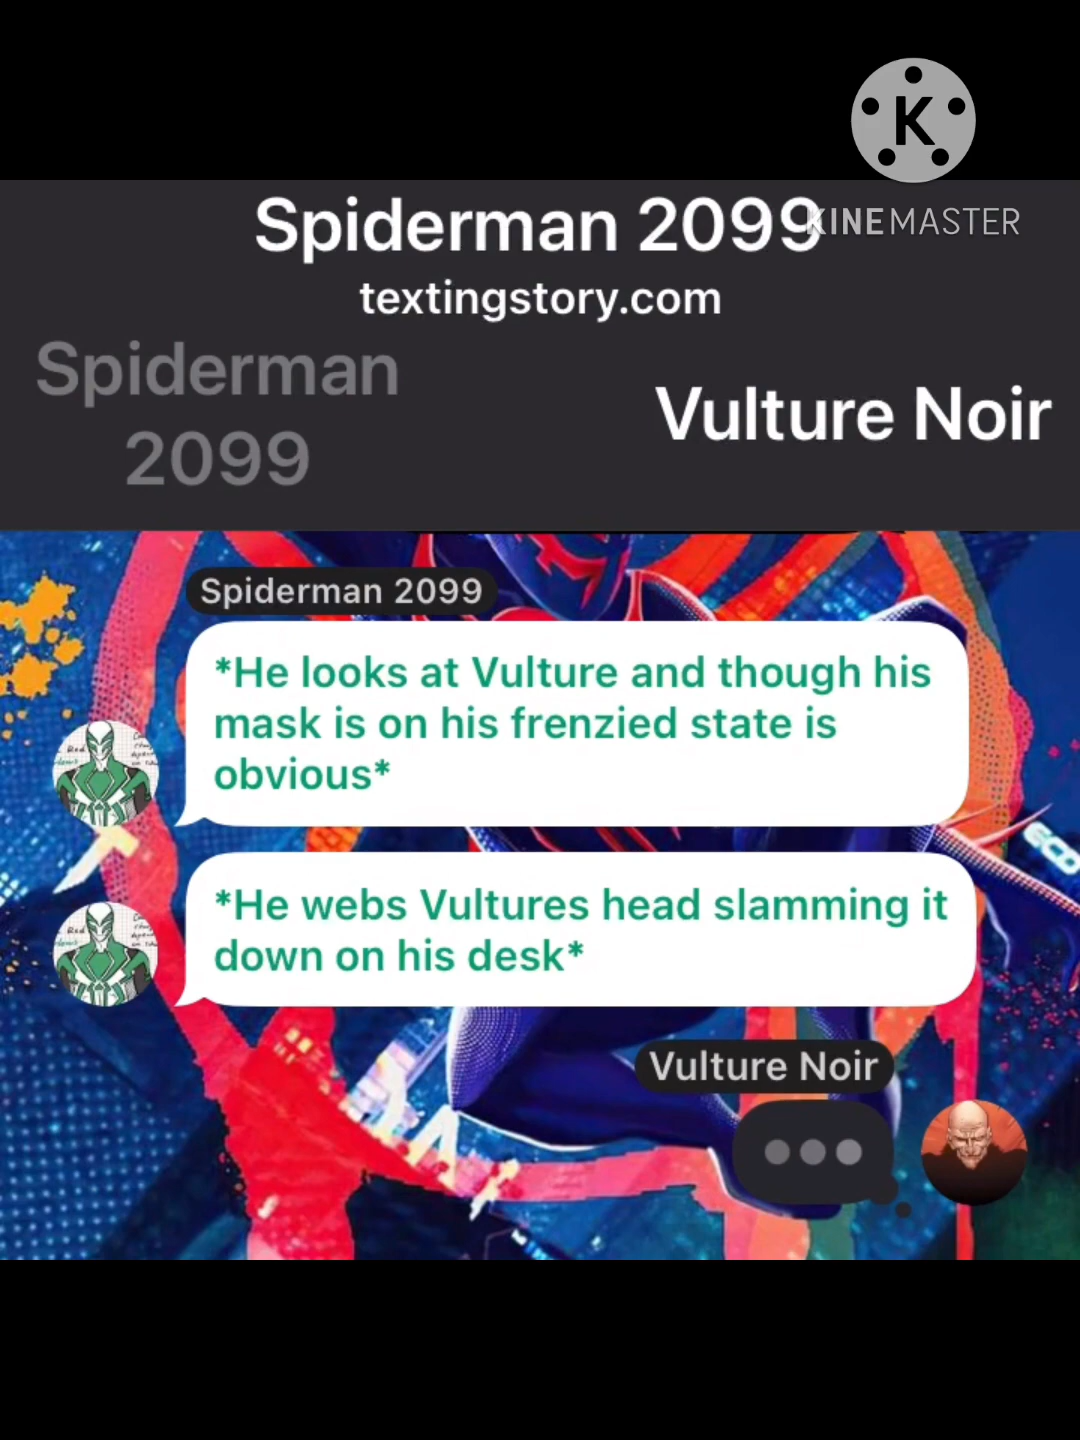 K
KINEMASTER
Spiderman 2099
textingstory.com
Spiderman
2099
Vulture Noir
Spiderman 2099
*He looks at Vulture and though his
mask is on his frenzied state is
obvious*
*He webs Vultures head slamming it
down on his desk*
Vulture Noir